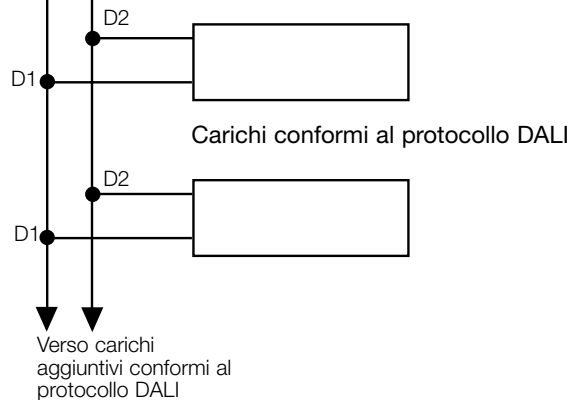 D2
D1
Carichi conformi al protocollo DALI
D2
D1
Verso carichi
aggiuntivi conformi al
protocollo DALI